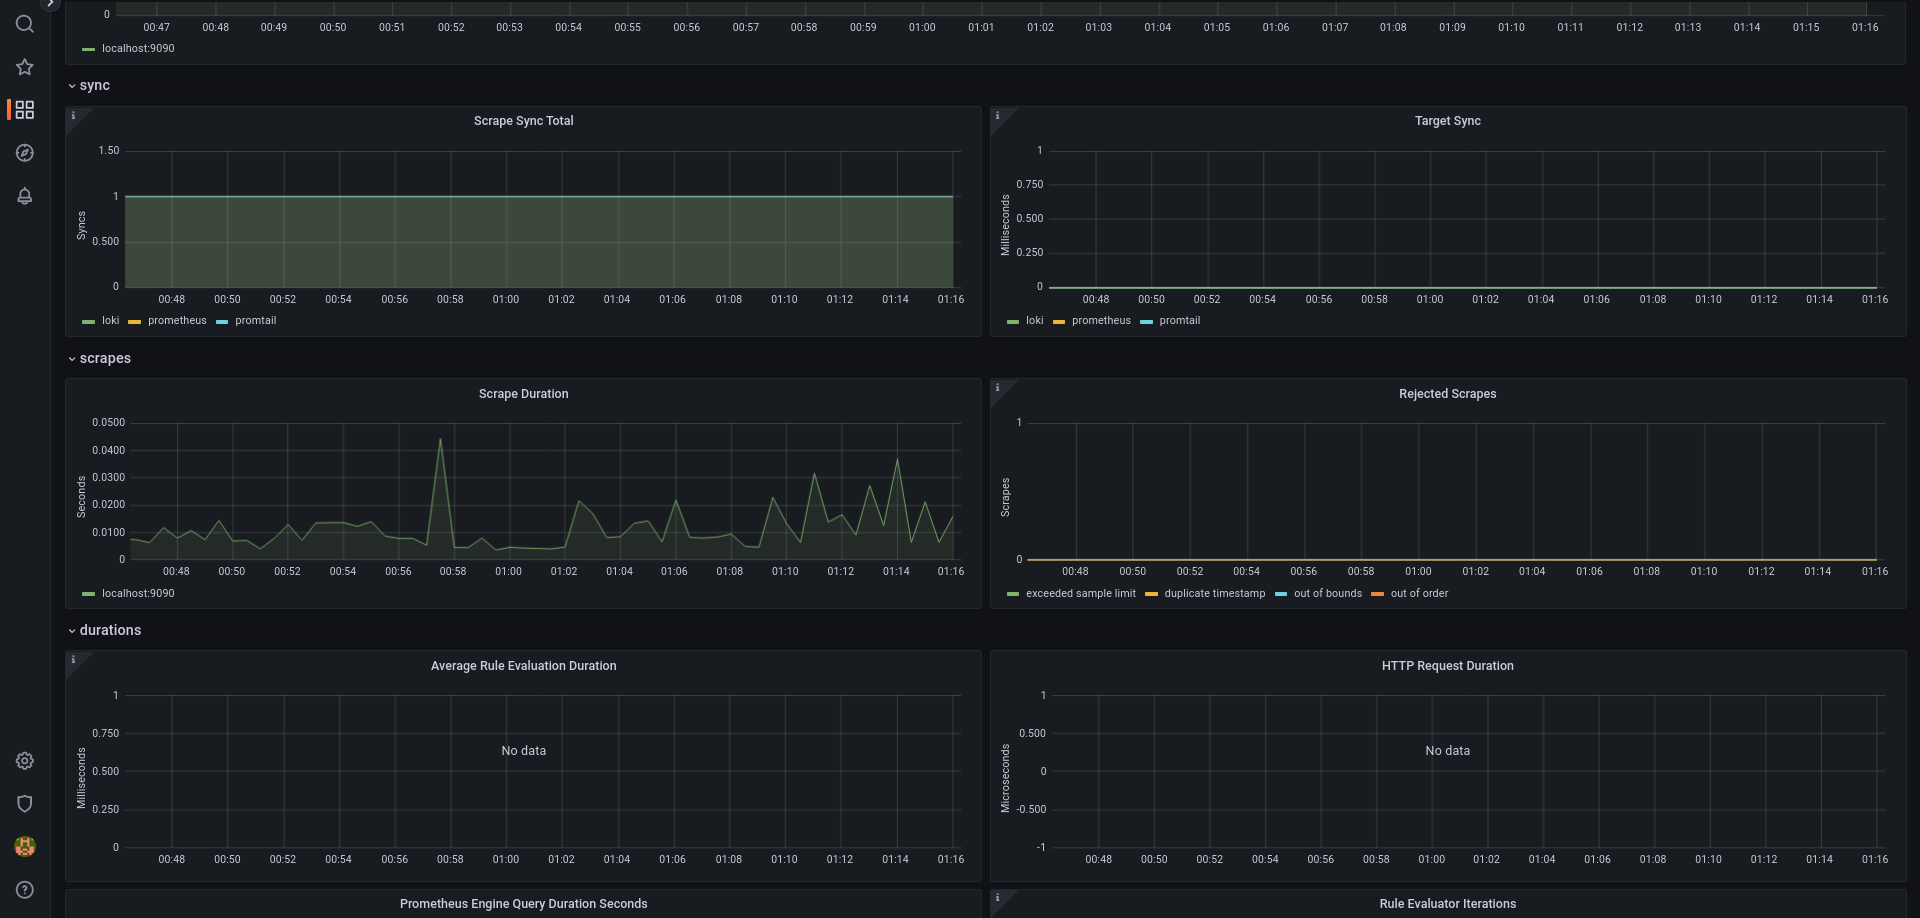 0
00:47 00:48 00:49 00:50 00:51 00:52 00:53 00:54 00:55 00:56 00:57 00:58 00:59 01:00 01:01 01:02 01:03 01:04 01:05 01:06 01:07 01:08 01:09 01:10 01:11 01:12 01:13 01:14 01:15 01:16
localhost:9090
sync
Scrape Sync Total
1.50
1
0.500
0
Syncs
00:48 00:50 00:52 00:54 00:56 00:58 01:00 01:02 01:04 01:06 01:08 01:10 01:12 01:14 01:16
loki prometheus promtail
Target Sync
1
0.750
0.500
0.250
0
Milliseconds
00:48 00:50 00:52 00:54 00:56 00:58 01:00 01:02 01:04 01:06 01:08 01:10 01:12 01:14 01:16
loki prometheus promtail
scrapes
Scrape Duration
0.0500
0.0400
0.0300
0.0200
0.0100
0
Seconds
00:48 00:50 00:52 00:54 00:56 00:58 01:00 01:02 01:04 01:06 01:08 01:10 01:12 01:14 01:16
localhost:9090
Rejected Scrapes
1
0
Scrapes
00:48 00:50 00:52 00:54 00:56 00:58 01:00 01:02 01:04 01:06 01:08 01:10 01:12 01:14 01:16
exceeded sample limit duplicate timestamp out of bounds out of order
durations
Average Rule Evaluation Duration
1
0.750
0.500
0.250
0
Milliseconds
No data
00:48 00:50 00:52 00:54 00:56 00:58 01:00 01:02 01:04 01:06 01:08 01:10 01:12 01:14 01:16
HTTP Request Duration
1
0.500
0
-0.500
-1
Microseconds
No data
00:48 00:50 00:52 00:54 00:56 00:58 01:00 01:02 01:04 01:06 01:08 01:10 01:12 01:14 01:16
Prometheus Engine Query Duration Seconds
Rule Evaluator Iterations